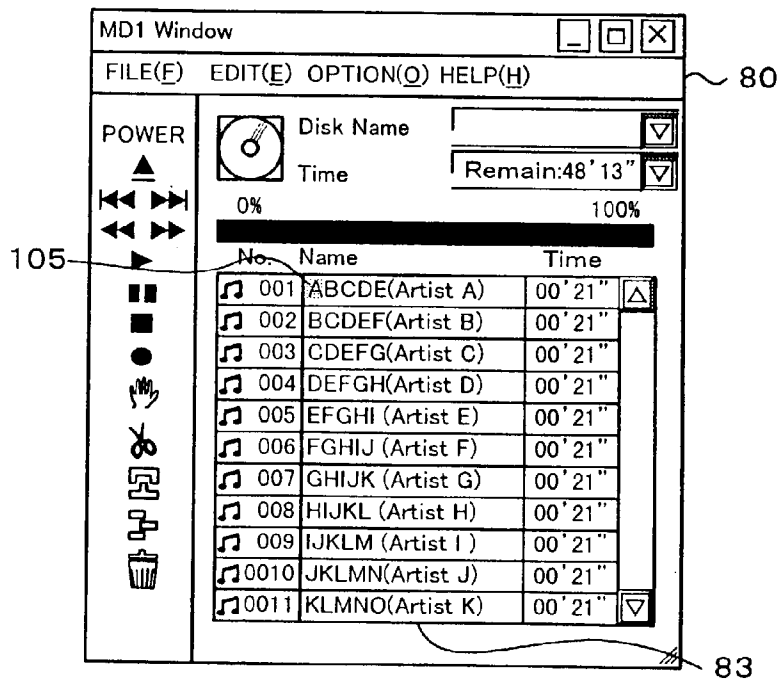 MD1 Window
FILE(F) EDIT(E) OPTION(O) HELP(H)
80
POWER
Disk Name
Time Remain:48'13"
0% 100%
105
No. Name Time
001 ABCDE(Artist A) 00'21"
002 BCDEF(Artist B) 00'21"
003 CDEFG(Artist C) 00'21"
004 DEFGH(Artist D) 00'21"
005 EFGHI (Artist E) 00'21"
006 FGHIJ (Artist F) 00'21"
007 GHIJK (Artist G) 00'21"
008 HIJKL (Artist H) 00'21"
009 IJKLM (Artist I ) 00'21"
0010 JKLMN(Artist J) 00'21"
0011 KLMNO(Artist K) 00'21"
83